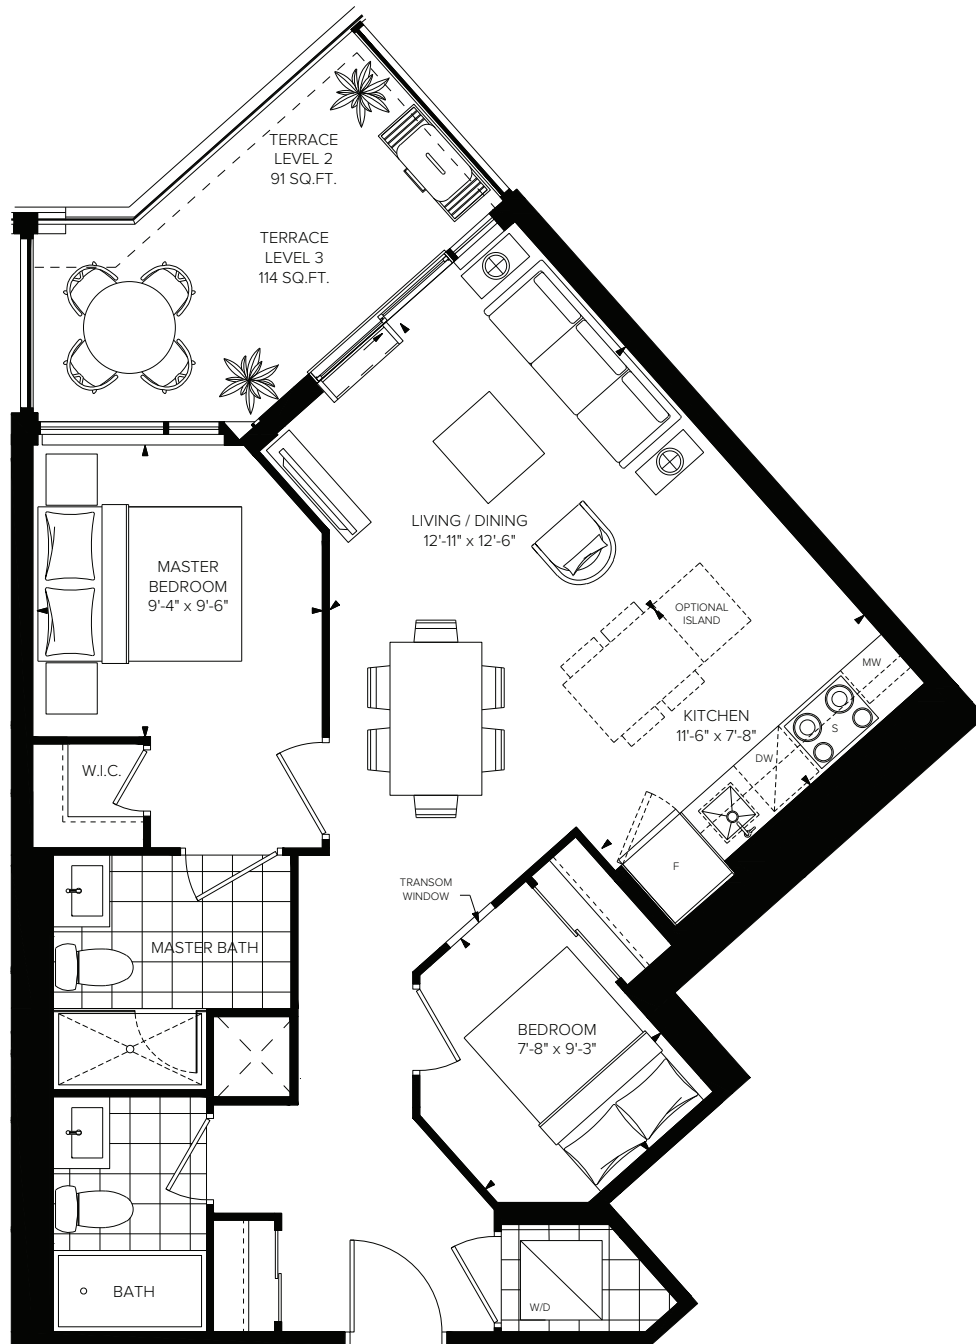 TERRACE
LEVEL 2
91 SQ.FT.
TERRACE
LEVEL 3
114 SQ.FT.
LIVING / DINING
12'-11" x 12'-6"
MASTER
BEDROOM
9'-4" x 9'-6"
OPTIONAL
ISLAND
MW
KITCHEN
11'-6" x 7'-8"
S
DW
W.I.C.
F
TRANSOM
WINDOW
MASTER BATH
BEDROOM
7'-8" x 9'-3"
BATH
W/D